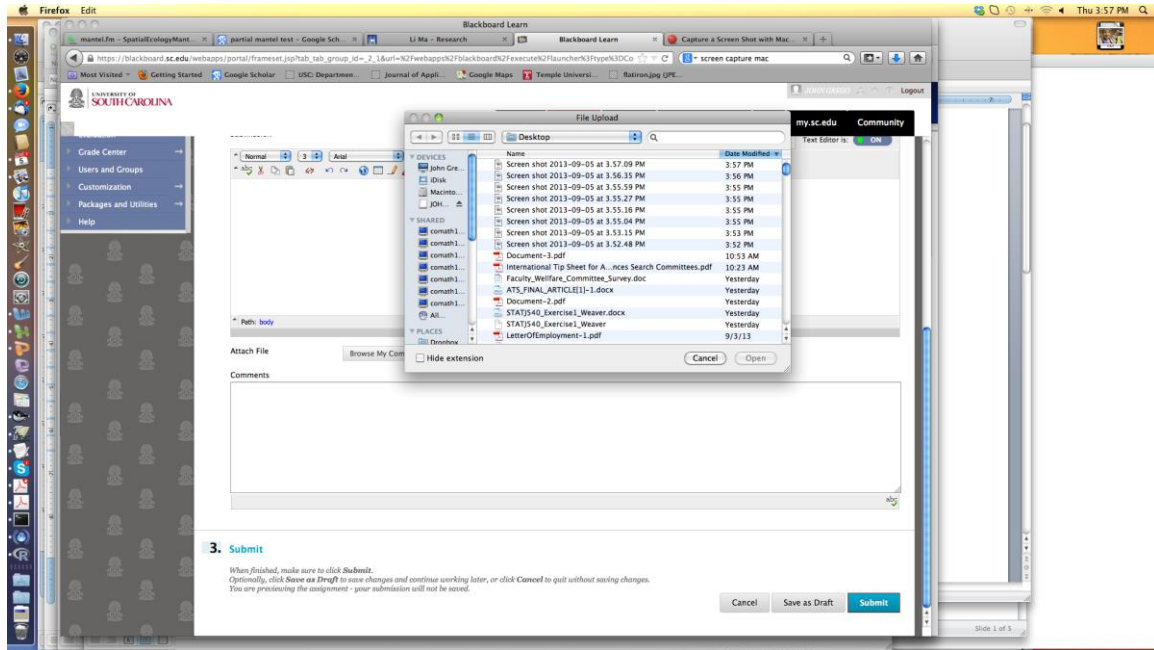 Firefox Edit
Thu 3:57 PM
Blackboard Learn
mantel.fm - SpatialEcologyMant...
partial mantel test - Google Sch...
Li Ma - Research
Blackboard Learn
Capture a Screen Shot with Mac...
https://blackboard.sc.edu/webapps/portal/frameset.jsp?tab_tab_group_id=_2_1&url=%2Fwebapps%2Fblackboard%2Fexecute%2Flauncher%3Ftype%3DCo
screen capture mac
Most Visited
Getting Started
Google Scholar
USC: Departmen...
Journal of Appli...
Google Maps
Temple Universi...
flatiron.jpg (JPE...
UNIVERSITY OF
SOUTH CAROLINA
Logout
my.sc.edu Community
Text Editor is: ON
Grade Center
Users and Groups
Customization
Packages and Utilities
Help
Normal 3 Arial
Path: body
File Upload
Desktop
DEVICES
John Gre...
iDisk
Macinto...
JOH...
SHARED
comath1...
comath1...
comath1...
comath1...
comath1...
comath1...
All...
PLACES
Dropbox
Name Date Modified
Screen shot 2013-09-05 at 3.57.09 PM 3:57 PM
Screen shot 2013-09-05 at 3.56.35 PM 3:56 PM
Screen shot 2013-09-05 at 3.55.59 PM 3:55 PM
Screen shot 2013-09-05 at 3.55.27 PM 3:55 PM
Screen shot 2013-09-05 at 3.55.16 PM 3:55 PM
Screen shot 2013-09-05 at 3.55.04 PM 3:55 PM
Screen shot 2013-09-05 at 3.53.15 PM 3:53 PM
Screen shot 2013-09-05 at 3.52.48 PM 3:52 PM
Document-3.pdf 10:53 AM
International Tip Sheet for A...nces Search Committees.pdf 10:23 AM
Faculty_Welfare_Committee_Survey.doc Yesterday
ATS_FINAL_ARTICLE[1]-1.docx Yesterday
Document-2.pdf Yesterday
STATJ540_Exercise1_Weaver.docx Yesterday
STATJ540_Exercise1_Weaver Yesterday
LetterOfEmployment-1.pdf 9/3/13
Hide extension
Cancel Open
Attach File
Browse My Com
Comments
3. Submit
When finished, make sure to click Submit.
Optionally, click Save as Draft to save changes and continue working later, or click Cancel to quit without saving changes.
You are previewing the assignment - your submission will not be saved.
Cancel Save as Draft Submit
Slide 1 of 5